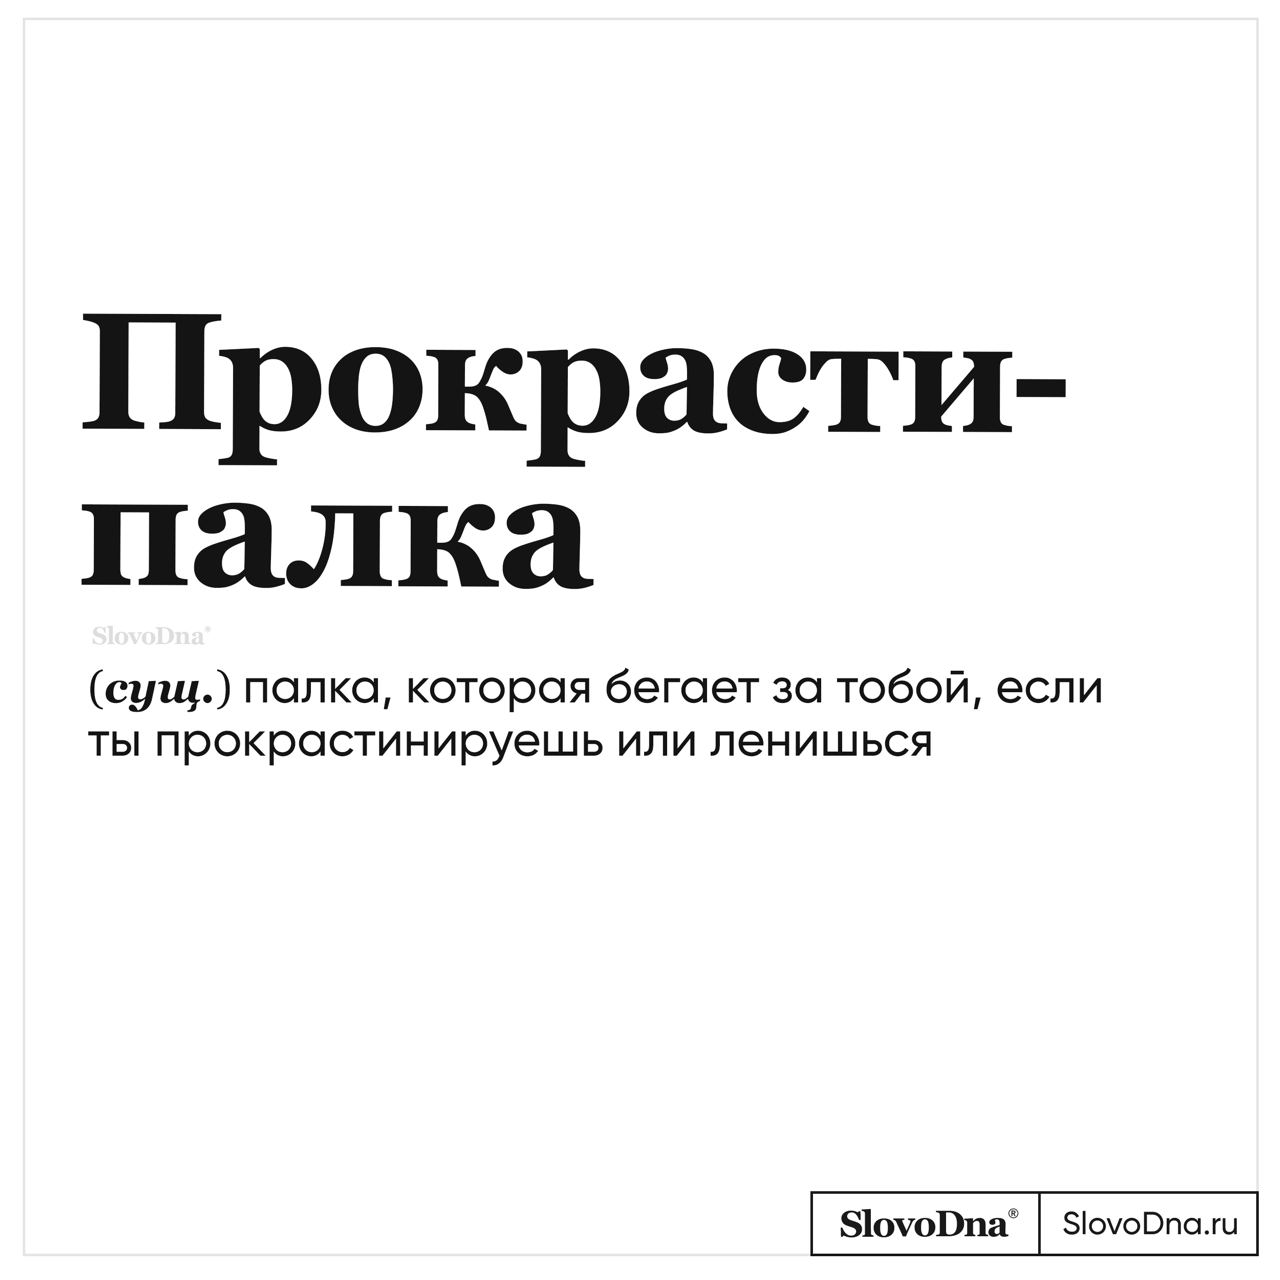 Прокрасти-
палка
SlovoDna®
(сущ.) палка, которая бегает за тобой, если
ты прокрастинируешь или ленишься
SlovoDna® SlovoDna.ru